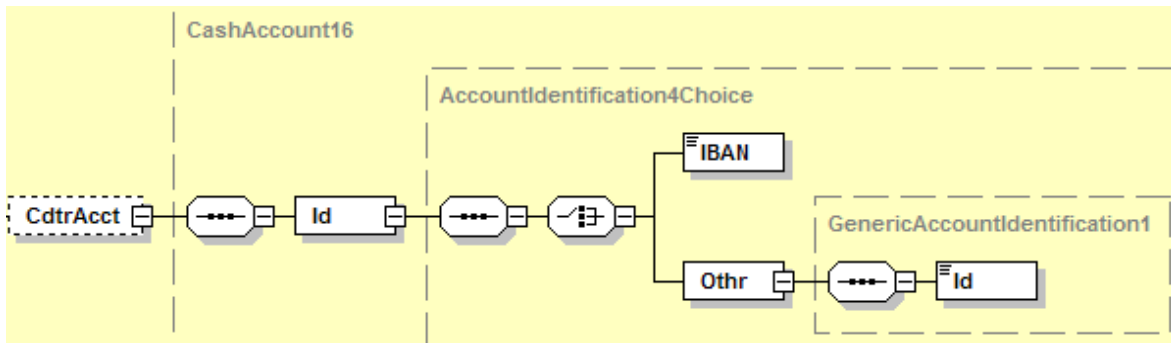 CashAccount16
AccountIdentification4Choice
IBAN
CdtrAcct
Id
GenericAccountIdentification1
Othr
Id